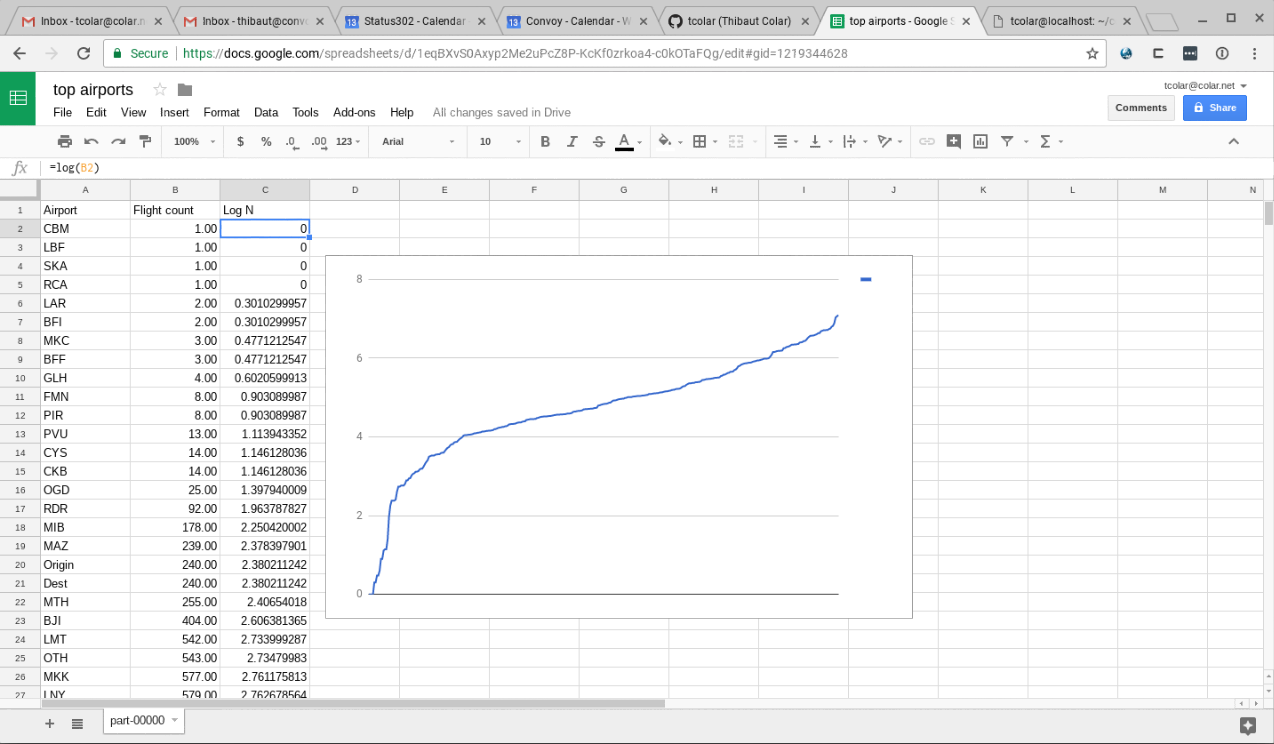 Inbox - tcolar@colar.n
Inbox - thibaut@conv
13 Status302 - Calendar
13 Convoy - Calendar - W
tcolar (Thibaut Colar)
top airports - Google S
tcolar@localhost: ~/c
Secure https://docs.google.com/spreadsheets/d/1eqBXvS0Axyp2Me2uPcZ8P-KcKf0zrkoa4-c0kOTaFQg/edit#gid=1219344628
top airports
tcolar@colar.net
File Edit View Insert Format Data Tools Add-ons Help All changes saved in Drive
Comments Share
100% $ % .0 .00 123 Arial 10 B I S A Σ
fx =log(B2)
A B C D E F G H I J K L M N
1 Airport Flight count Log N
2 CBM 1.00 0
3 LBF 1.00 0
4 SKA 1.00 0
5 RCA 1.00 0
6 LAR 2.00 0.3010299957
7 BFI 2.00 0.3010299957
8 MKC 3.00 0.4771212547
9 BFF 3.00 0.4771212547
10 GLH 4.00 0.6020599913
11 FMN 8.00 0.903089987
12 PIR 8.00 0.903089987
13 PVU 13.00 1.113943352
14 CYS 14.00 1.146128036
15 CKB 14.00 1.146128036
16 OGD 25.00 1.397940009
17 RDR 92.00 1.963787827
18 MIB 178.00 2.250420002
19 MAZ 239.00 2.378397901
20 Origin 240.00 2.380211242
21 Dest 240.00 2.380211242
22 MTH 255.00 2.40654018
23 BJI 404.00 2.606381365
24 LMT 542.00 2.733999287
25 OTH 543.00 2.73479983
26 MKK 577.00 2.761175813
27 LNY 579.00 2.762678564
8
6
4
2
0
part-00000